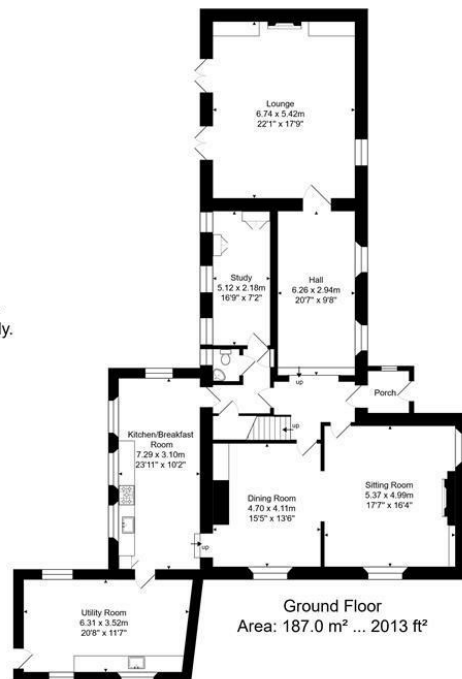 Lounge
6.74 x 5.42m
22'1" x 17'9"
Study
5.12 x 2.18m
16'9" x 7'2"
Hall
6.26 x 2.94m
20'7" x 9'8"
ly.
up
Porch
up
Kitchen/Breakfast
Room
7.29 x 3.10m
23'11" x 10'2"
Dining Room
4.70 x 4.11m
15'5" x 13'6"
Sitting Room
5.37 x 4.99m
17'7" x 16'4"
up
Utility Room
6.31 x 3.52m
20'8" x 11'7"
Ground Floor
Area: 187.0 m² ... 2013 ft²